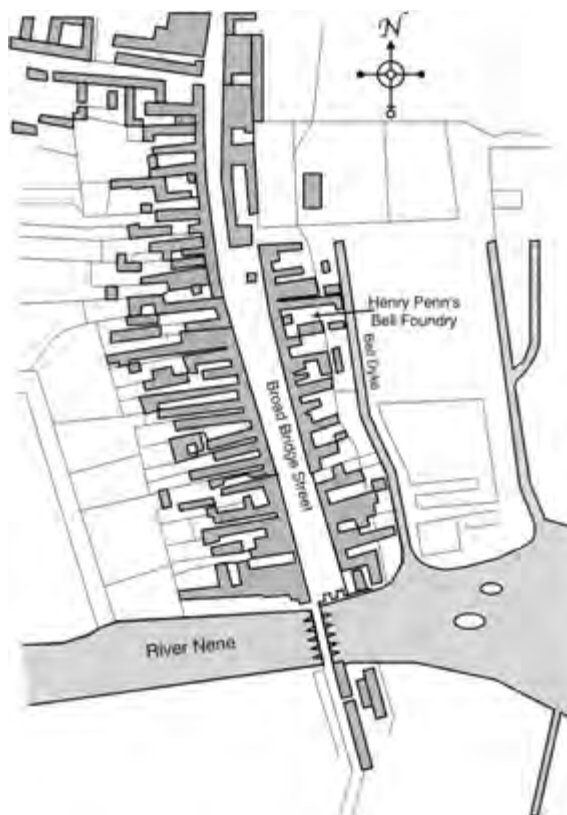 N
Henry Penn's
Bell Foundry
Bell Dyke
Broad Bridge Street
River Nene